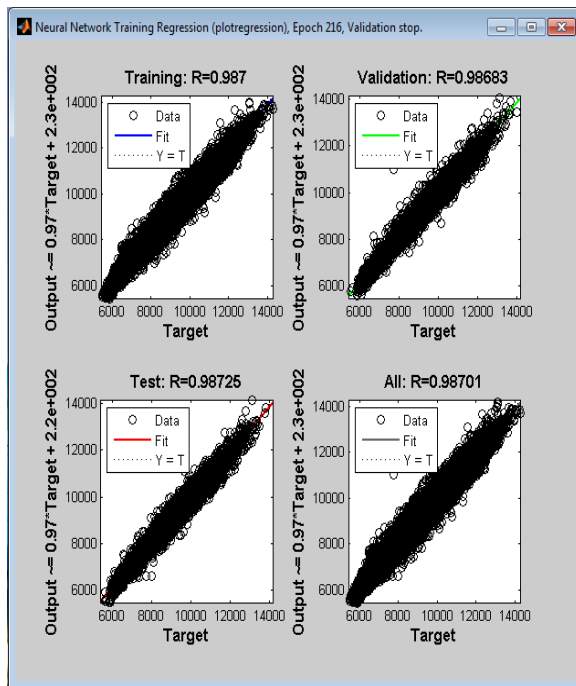 Neural Network Training Regression (plotregression), Epoch 216, Validation stop.
Training: R=0.987
Output ~= 0.97*Target + 2.3e+002
14000
12000
10000
8000
6000
Data
Fit
Y = T
6000 8000 10000 12000 14000
Target
Validation: R=0.98683
Output ~= 0.97*Target + 2.3e+002
14000
12000
10000
8000
6000
Data
Fit
Y = T
6000 8000 10000 12000 14000
Target
Test: R=0.98725
Output ~= 0.97*Target + 2.2e+002
14000
12000
10000
8000
6000
Data
Fit
Y = T
6000 8000 10000 12000 14000
Target
All: R=0.98701
Output ~= 0.97*Target + 2.3e+002
14000
12000
10000
8000
6000
Data
Fit
Y = T
6000 8000 10000 12000 14000
Target